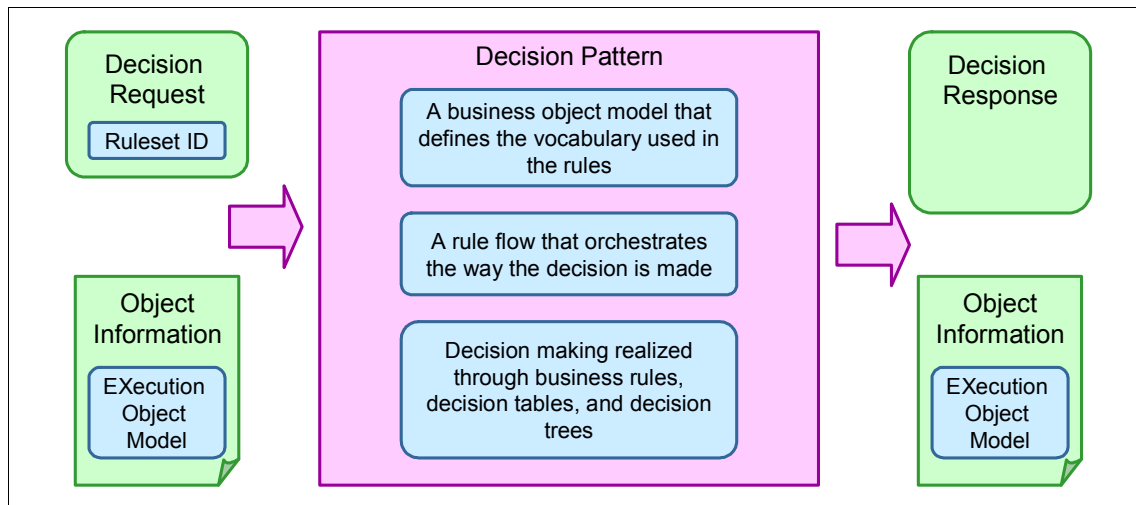 Decision
Request
Ruleset ID
Object
Information
EXecution
Object
Model
Decision Pattern
A business object model that
defines the vocabulary used in
the rules
A rule flow that orchestrates
the way the decision is made
Decision making realized
through business rules,
decision tables, and decision
trees
Decision
Response
Object
Information
EXecution
Object
Model